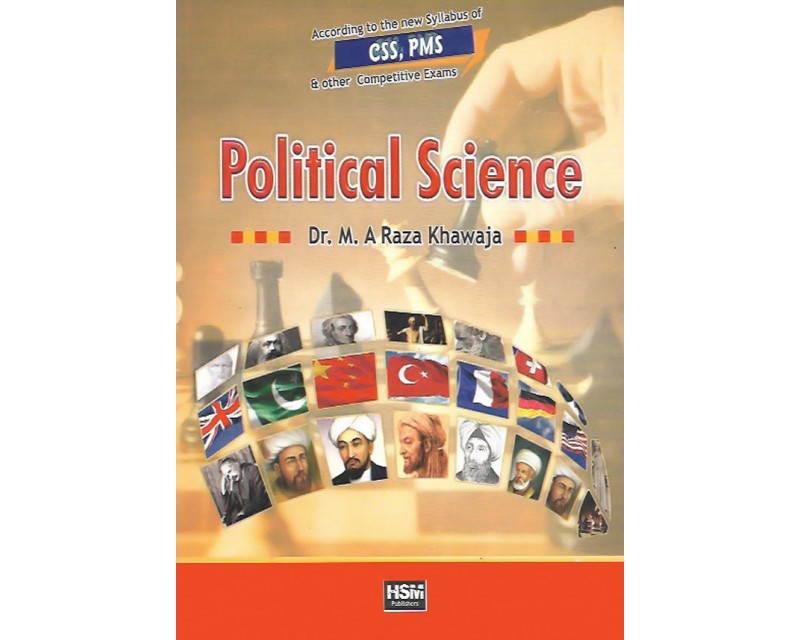 According to the new Syllabus of
CSS, PMS
& other Competitive Exams
Political Science
Dr. M. A Raza Khawaja
HSM
Publishers